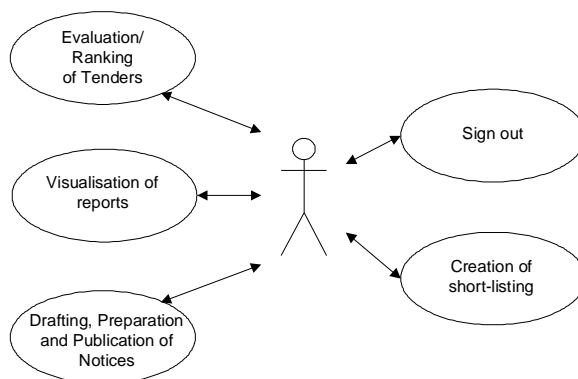 Evaluation/
Ranking
of Tenders
Sign out
Visualisation of
reports
Creation of
short-listing
Drafting, Preparation
and Publication of
Notices